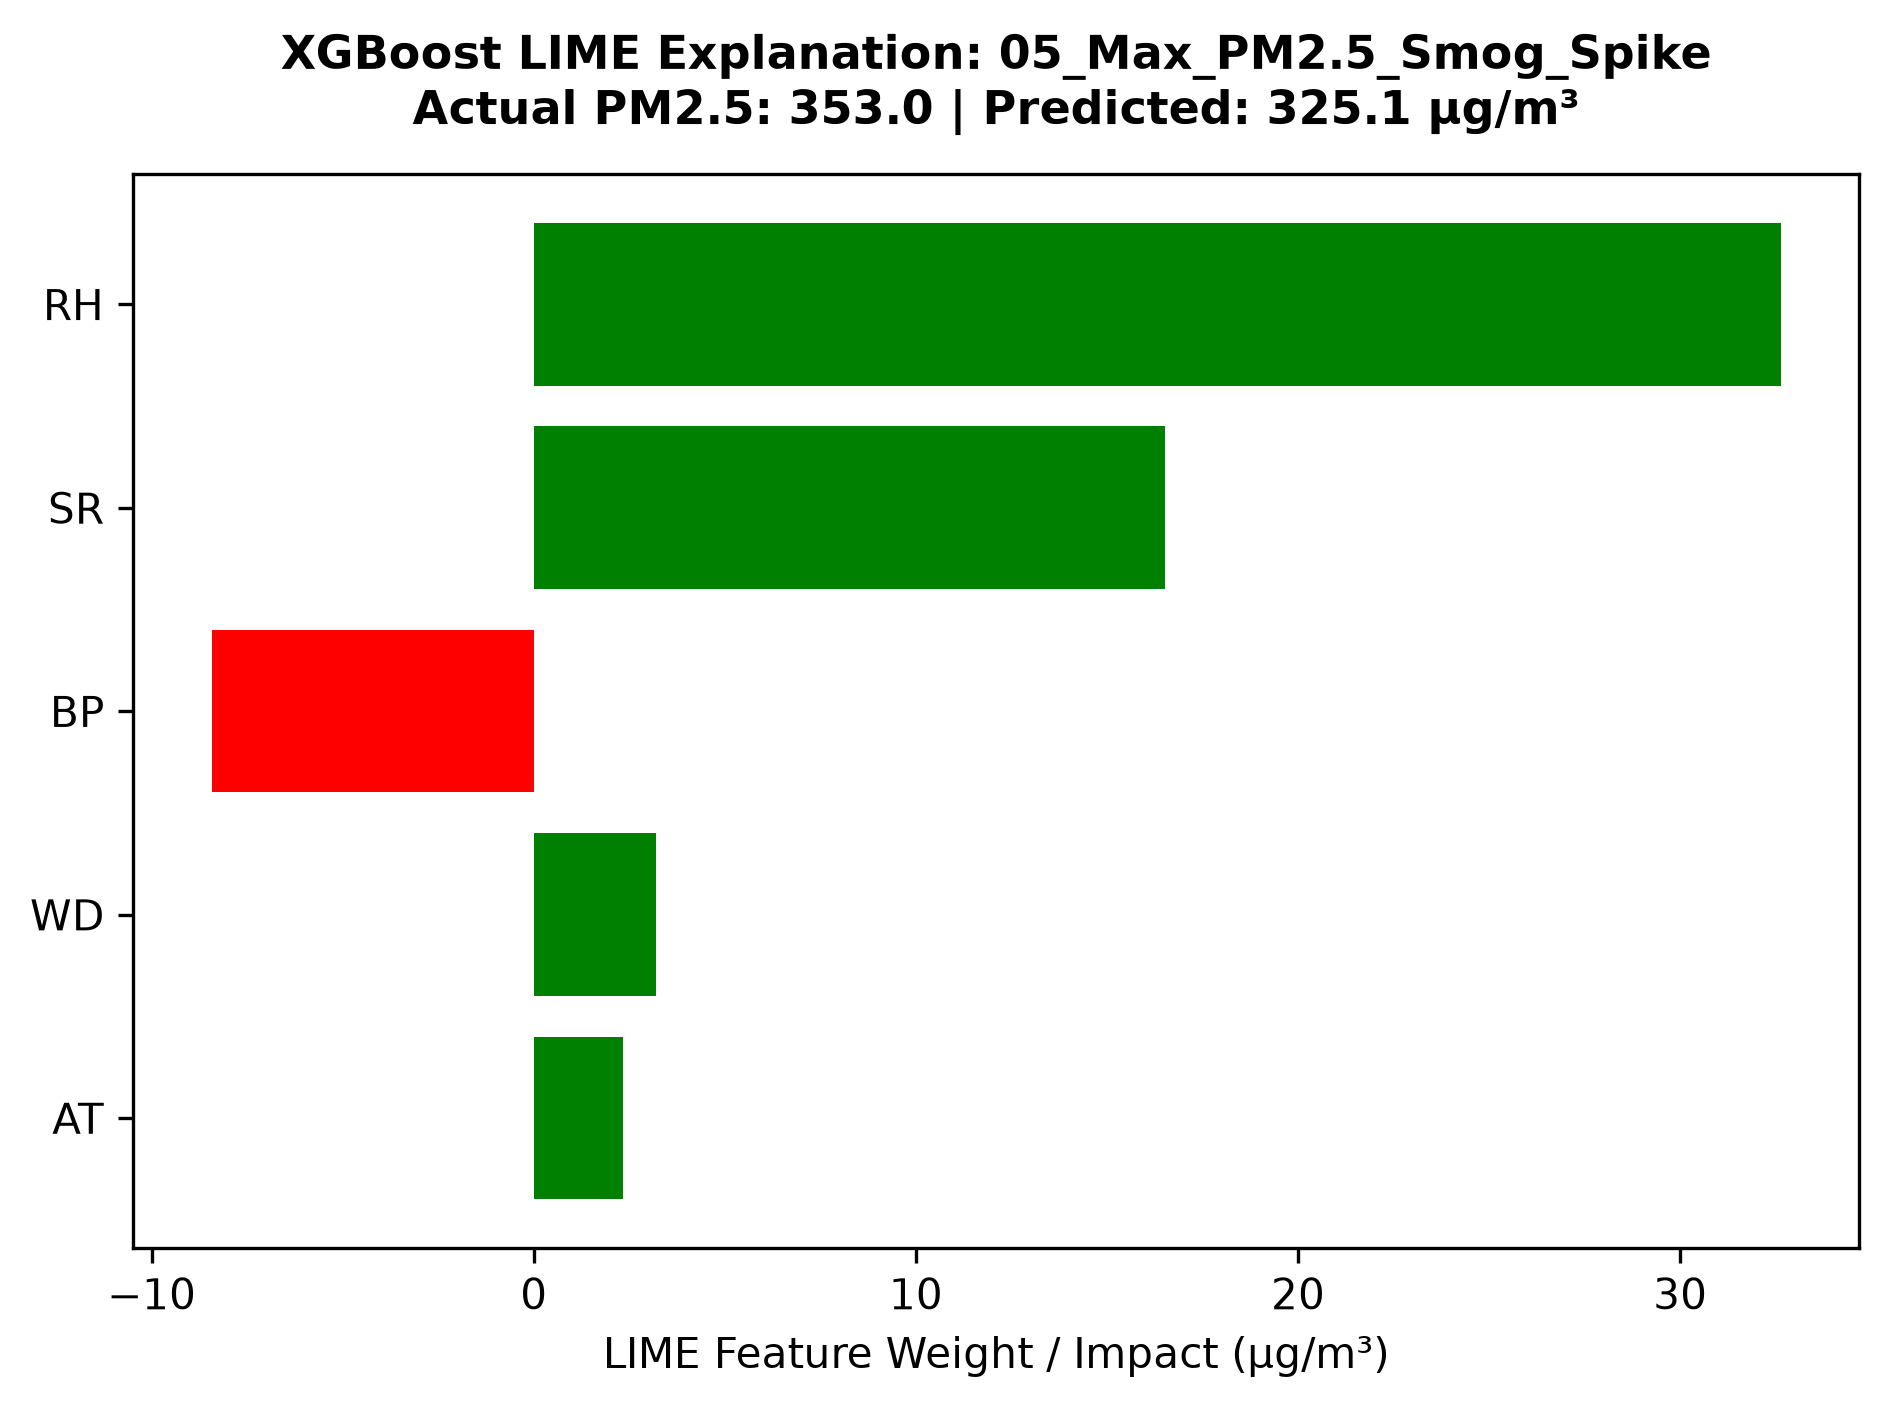 XGBoost LIME Explanation: 05_Max_PM2.5_Smog_Spike
Actual PM2.5: 353.0 | Predicted: 325.1 µg/m³
RH
SR
BP
WD
AT
−10 0 10 20 30
LIME Feature Weight / Impact (µg/m³)